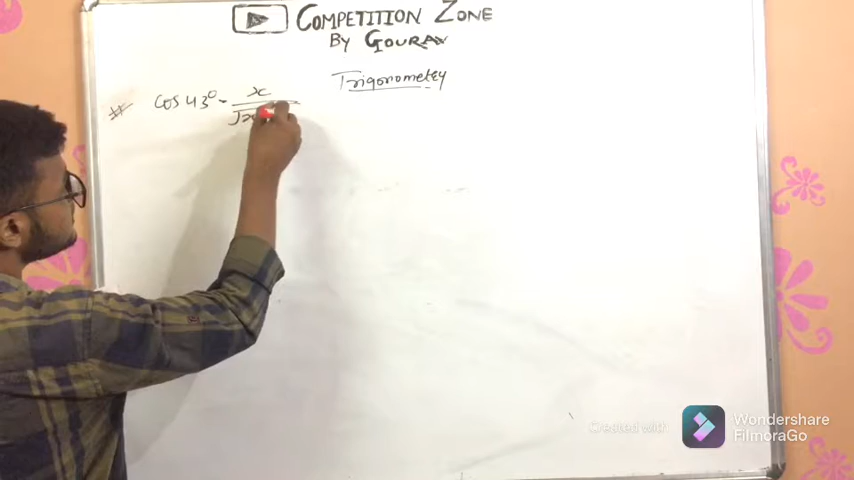 COMPETITION ZONE
BY GOURAV
Trigonometry
# cos 43° = x
√x
Created with
Wondershare
FilmoraGo